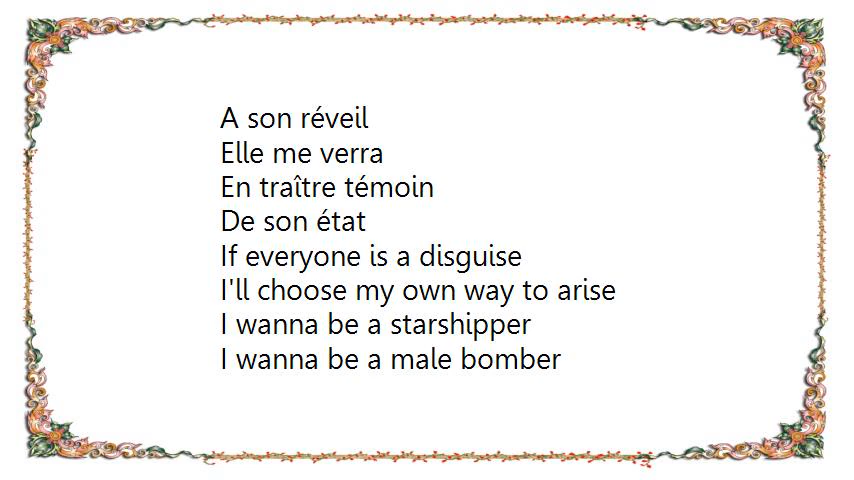 A son réveil
Elle me verra
En traître témoin
De son état
If everyone is a disguise
I'll choose my own way to arise
I wanna be a starshipper
I wanna be a male bomber